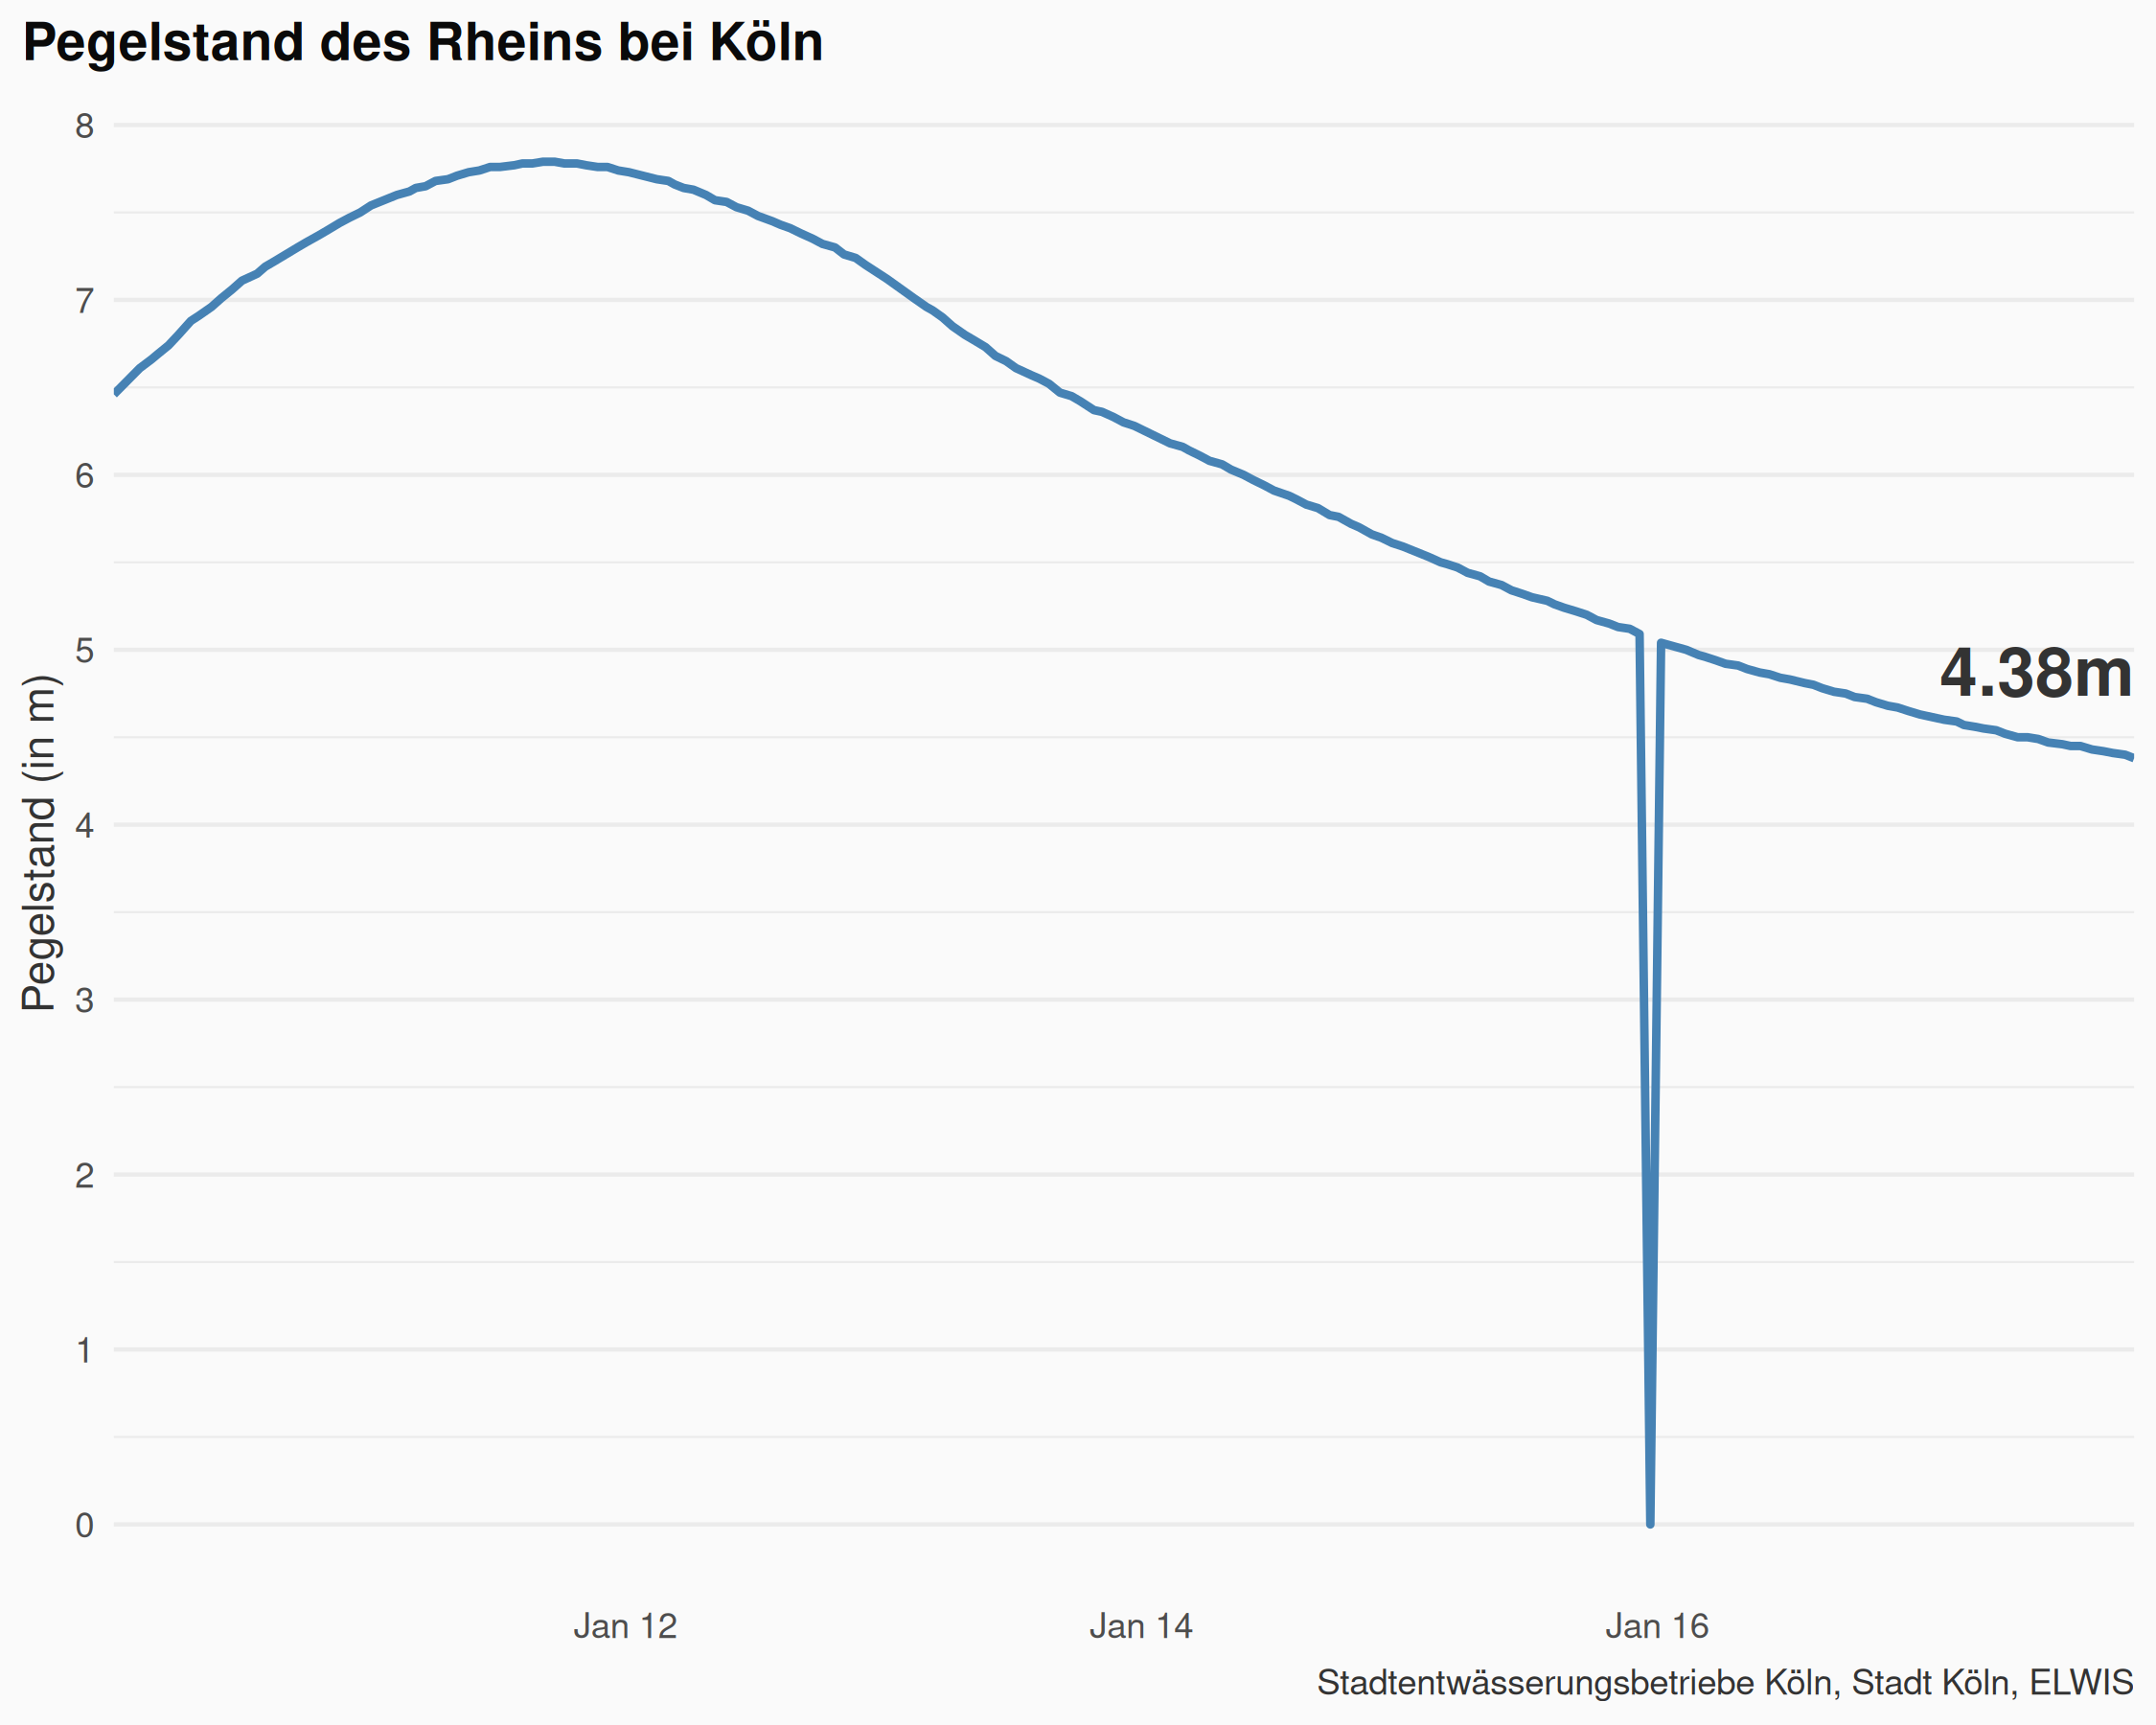 Pegelstand des Rheins bei Köln
8
7
6
5
4
3
2
1
0
Pegelstand (in m)
4.38m
Jan 12
Jan 14
Jan 16
Stadtentwässerungsbetriebe Köln, Stadt Köln, ELWIS